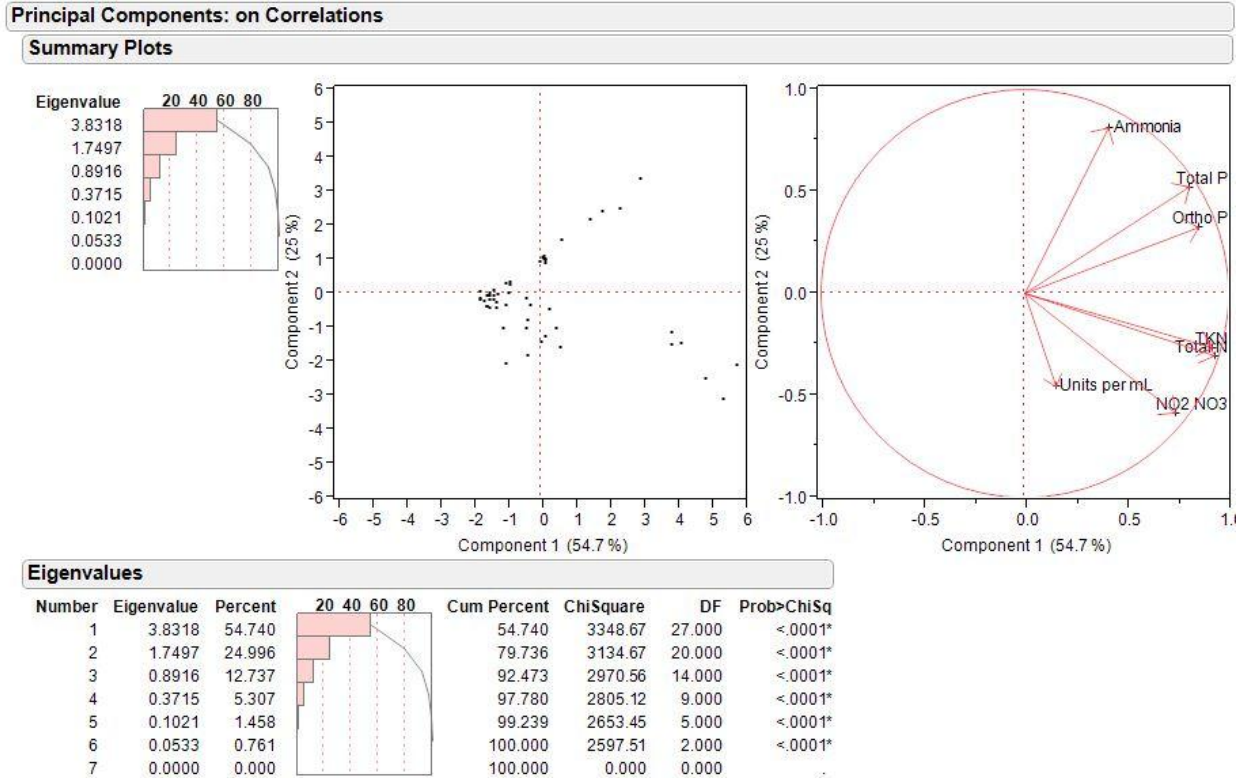 Principal Components: on Correlations
Summary Plots
Eigenvalue 20 40 60 80
3.8318
1.7497
0.8916
0.3715
0.1021
0.0533
0.0000
6
5
4
3
2
1
0
-1
-2
-3
-4
-5
-6
Component 2 (25 %)
-6 -5 -4 -3 -2 -1 0 1 2 3 4 5 6
Component 1 (54.7 %)
1.0
0.5
0.0
-0.5
-1.0
Component 2 (25 %)
Ammonia
Total P
Ortho P
TKN
Total N
Units per mL
NO2 NO3
-1.0 -0.5 0.0 0.5 1.0
Component 1 (54.7 %)
Eigenvalues
Number Eigenvalue Percent 20 40 60 80 Cum Percent ChiSquare DF Prob>ChiSq
1 3.8318 54.740 54.740 3348.67 27.000 <.0001*
2 1.7497 24.996 79.736 3134.67 20.000 <.0001*
3 0.8916 12.737 92.473 2970.56 14.000 <.0001*
4 0.3715 5.307 97.780 2805.12 9.000 <.0001*
5 0.1021 1.458 99.239 2653.45 5.000 <.0001*
6 0.0533 0.761 100.000 2597.51 2.000 <.0001*
7 0.0000 0.000 100.000 0.000 0.000 .